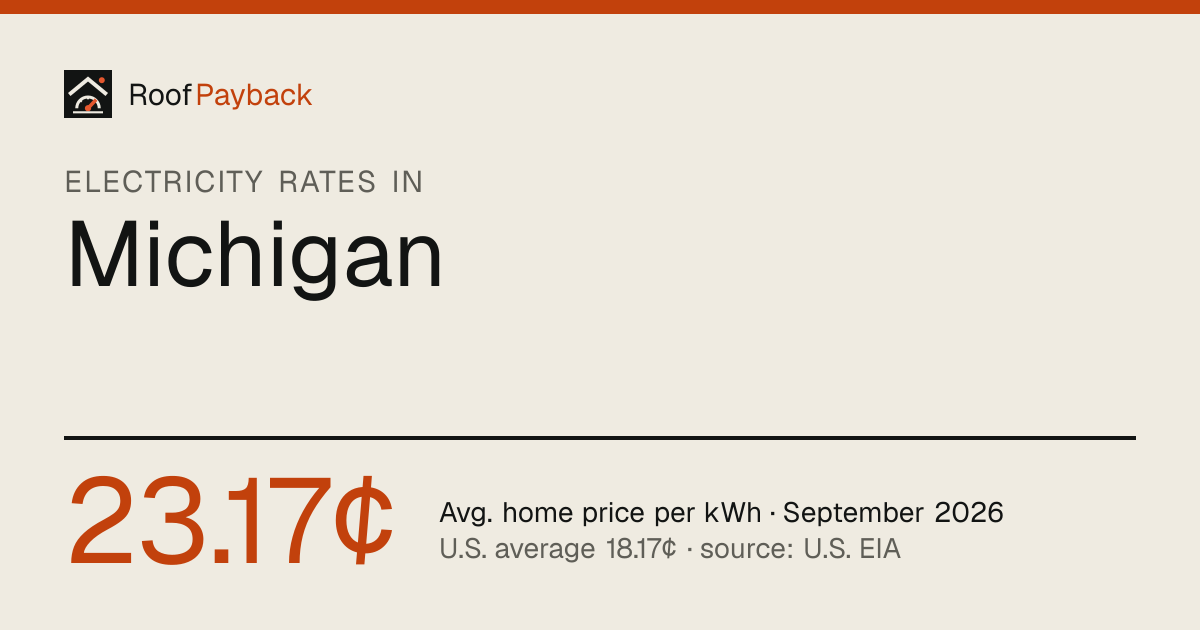 RoofPayback
ELECTRICITY RATES IN
Michigan
23.17¢
Avg. home price per kWh · September 2026
U.S. average 18.17¢ · source: U.S. EIA